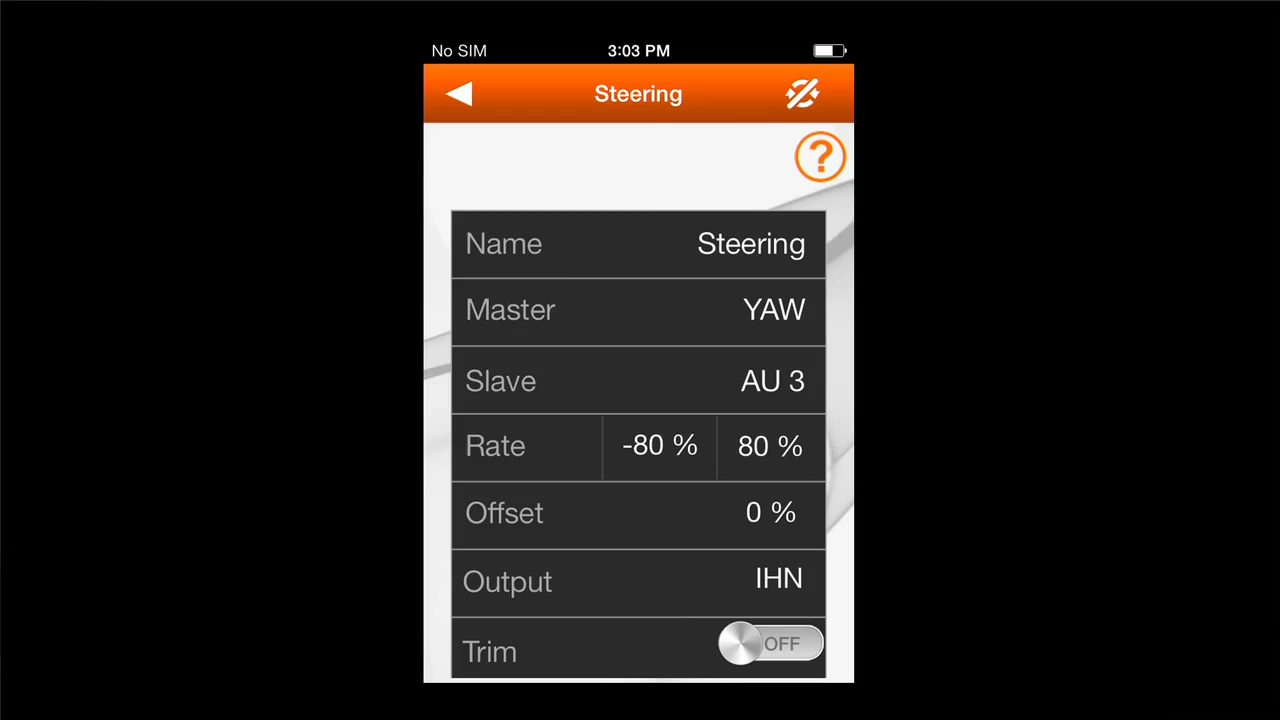 No SIM 3:03 PM
Steering
?
Name Steering
Master YAW
Slave AU 3
Rate -80 % 80 %
Offset 0 %
Output IHN
Trim OFF